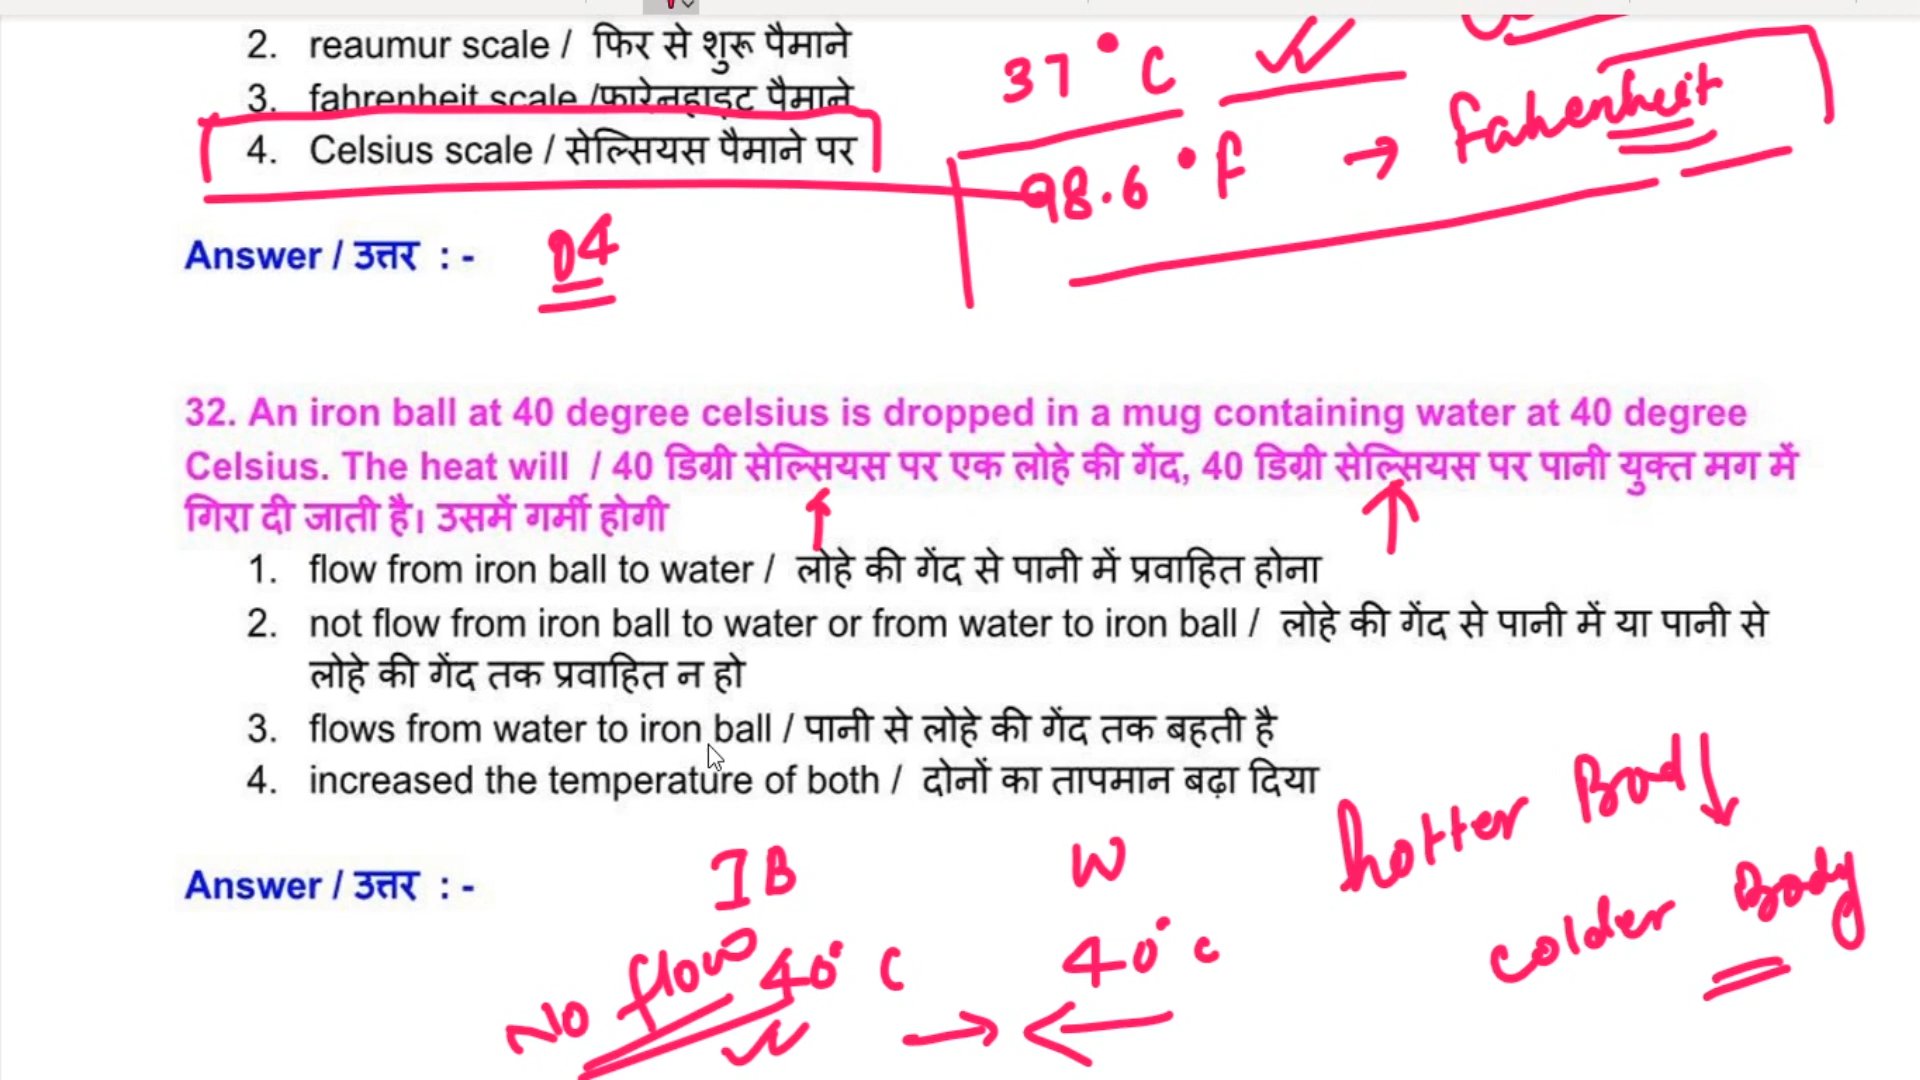 2. reaumur scale / फिर से शुरू पैमाने
37°C
3. fahrenheit scale /फारेनहाइट पैमाने
4. Celsius scale / सेल्सियस पैमाने पर
98.6°F → Fahenheit
Answer / उत्तर : - 04
32. An iron ball at 40 degree celsius is dropped in a mug containing water at 40 degree
Celsius. The heat will / 40 डिग्री सेल्सियस पर एक लोहे की गेंद, 40 डिग्री सेल्सियस पर पानी युक्त मग में
गिरा दी जाती है। उसमें गर्मी होगी
1. flow from iron ball to water / लोहे की गेंद से पानी में प्रवाहित होना
2. not flow from iron ball to water or from water to iron ball / लोहे की गेंद से पानी में या पानी से
लोहे की गेंद तक प्रवाहित न हो
3. flows from water to iron ball / पानी से लोहे की गेंद तक बहती है
4. increased the temperature of both / दोनों का तापमान बढ़ा दिया
hotter Body
Answer / उत्तर : -
IB W
colder Body
No flow 40°C 40°c